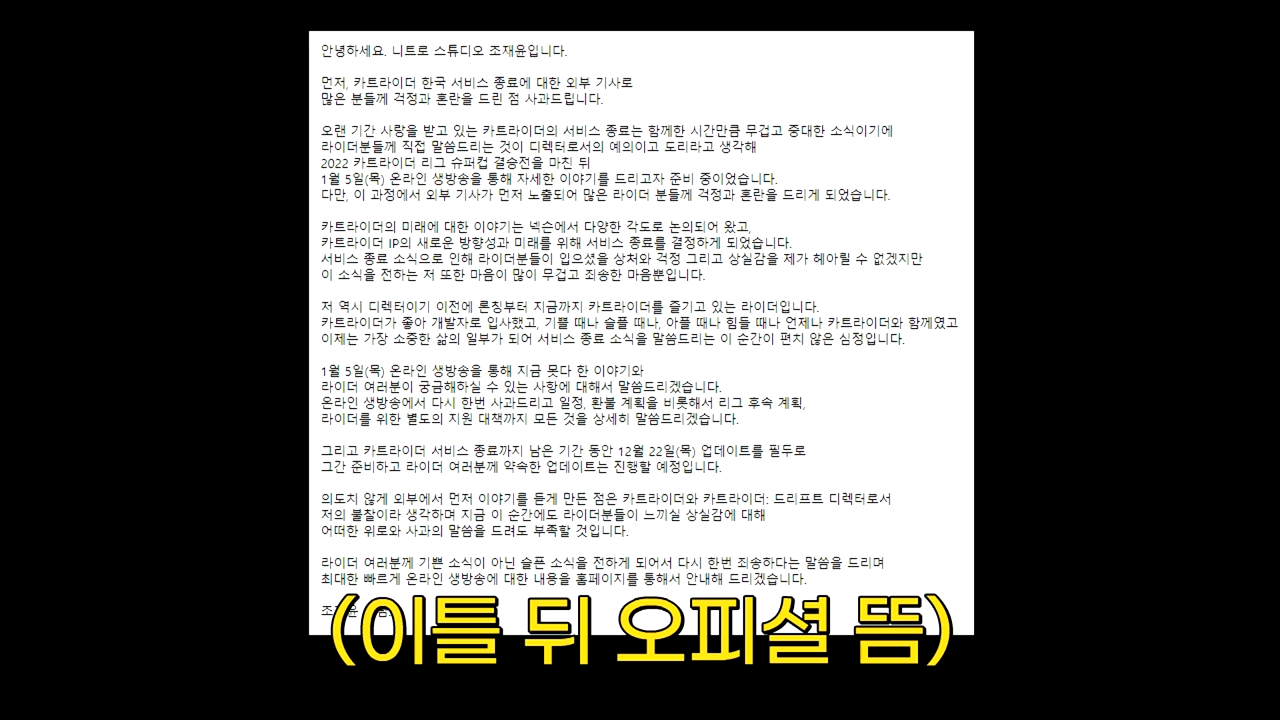 안녕하세요. 니트로 스튜디오 조재윤입니다.
먼저, 카트라이더 한국 서비스 종료에 대한 외부 기사로
많은 분들께 걱정과 혼란을 드린 점 사과드립니다.
오랜 기간 사랑을 받고 있는 카트라이더의 서비스 종료는 함께한 시간만큼 무겁고 중대한 소식이기에
라이더분들께 직접 말씀드리는 것이 디렉터로서의 예의이고 도리라고 생각해
2022 카트라이더 리그 슈퍼컵 결승전을 마친 뒤
1월 5일(목) 온라인 생방송을 통해 자세한 이야기를 드리고자 준비 중이었습니다.
다만, 이 과정에서 외부 기사가 먼저 노출되어 많은 라이더 분들께 걱정과 혼란을 드리게 되었습니다.
카트라이더의 미래에 대한 이야기는 넥슨에서 다양한 각도로 논의되어 왔고,
카트라이더 IP의 새로운 방향성과 미래를 위해 서비스 종료를 결정하게 되었습니다.
서비스 종료 소식으로 인해 라이더분들이 입으셨을 상처와 걱정 그리고 상실감을 제가 헤아릴 수 없겠지만
이 소식을 전하는 저 또한 마음이 많이 무겁고 죄송한 마음뿐입니다.
저 역시 디렉터이기 이전에 론칭부터 지금까지 카트라이더를 즐기고 있는 라이더입니다.
카트라이더가 좋아 개발자로 입사했고, 기쁠 때나 슬플 때나, 아플 때나 힘들 때나 언제나 카트라이더와 함께였고
이제는 가장 소중한 삶의 일부가 되어 서비스 종료 소식을 말씀드리는 이 순간이 편치 않은 심정입니다.
1월 5일(목) 온라인 생방송을 통해 지금 못다 한 이야기와
라이더 여러분이 궁금해하실 수 있는 사항에 대해서 말씀드리겠습니다.
온라인 생방송에서 다시 한번 사과드리고 일정, 환불 계획을 비롯해서 리그 후속 계획,
라이더를 위한 별도의 지원 대책까지 모든 것을 상세히 말씀드리겠습니다.
그리고 카트라이더 서비스 종료까지 남은 기간 동안 12월 22일(목) 업데이트를 필두로
그간 준비하고 라이더 여러분께 약속한 업데이트는 진행할 예정입니다.
의도치 않게 외부에서 먼저 이야기를 듣게 만든 점은 카트라이더와 카트라이더: 드리프트 디렉터로서
저의 불찰이라 생각하며 지금 이 순간에도 라이더분들이 느끼실 상실감에 대해
어떠한 위로와 사과의 말씀을 드려도 부족할 것입니다.
라이더 여러분께 기쁜 소식이 아닌 슬픈 소식을 전하게 되어서 다시 한번 죄송하다는 말씀을 드리며
최대한 빠르게 온라인 생방송에 대한 내용을 홈페이지를 통해서 안내해 드리겠습니다.
(이틀 뒤 오피셜 뜸)